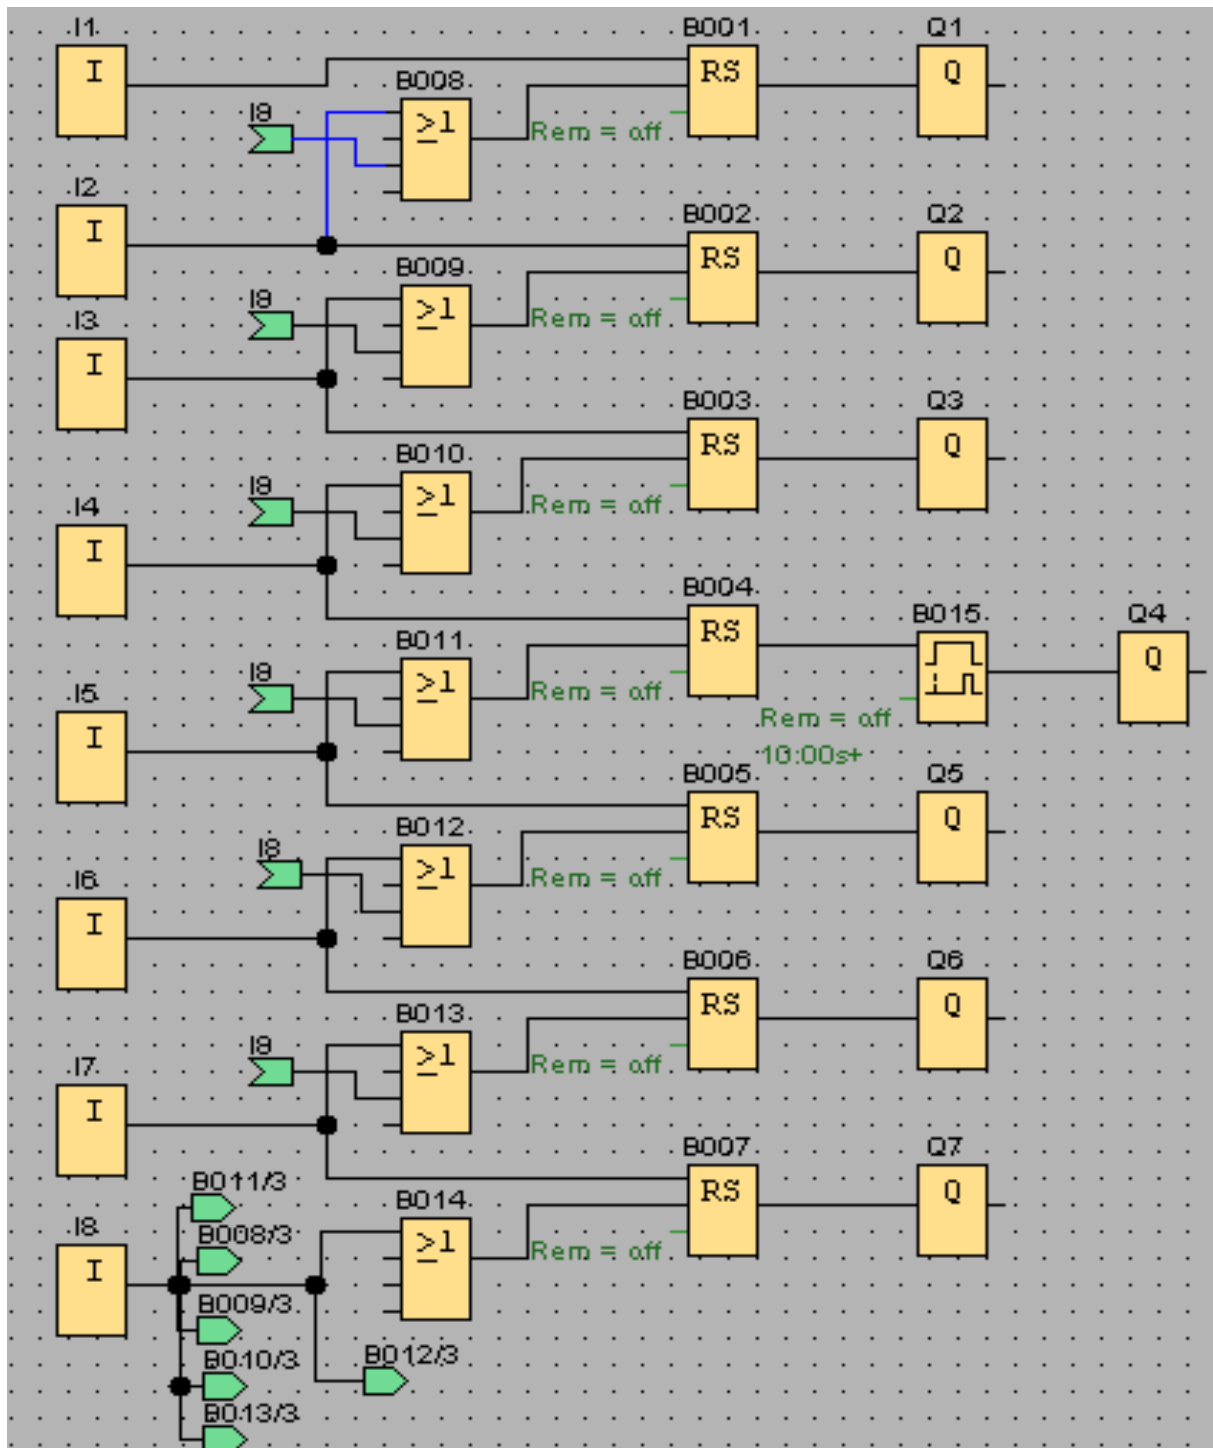 I1
B001
Q1
I
RS
Q
B008
≥1
I8
Rem = off
I2
B002
Q2
I
RS
Q
B009
≥1
I8
Rem = off
I3
I
B003
Q3
RS
Q
B010
≥1
I8
Rem = off
I4
I
B004
RS
B015
Q4
Q
B011
≥1
I8
Rem = off
I5
I
Rem = off
10:00s+
B005
Q5
RS
Q
B012
≥1
I8
Rem = off
I6
I
B006
Q6
RS
Q
B013
≥1
I8
Rem = off
I7
I
B007
Q7
RS
Q
B011/3
B014
≥1
I8
I
B008/3
Rem = off
B009/3
B010/3
B012/3
B013/3